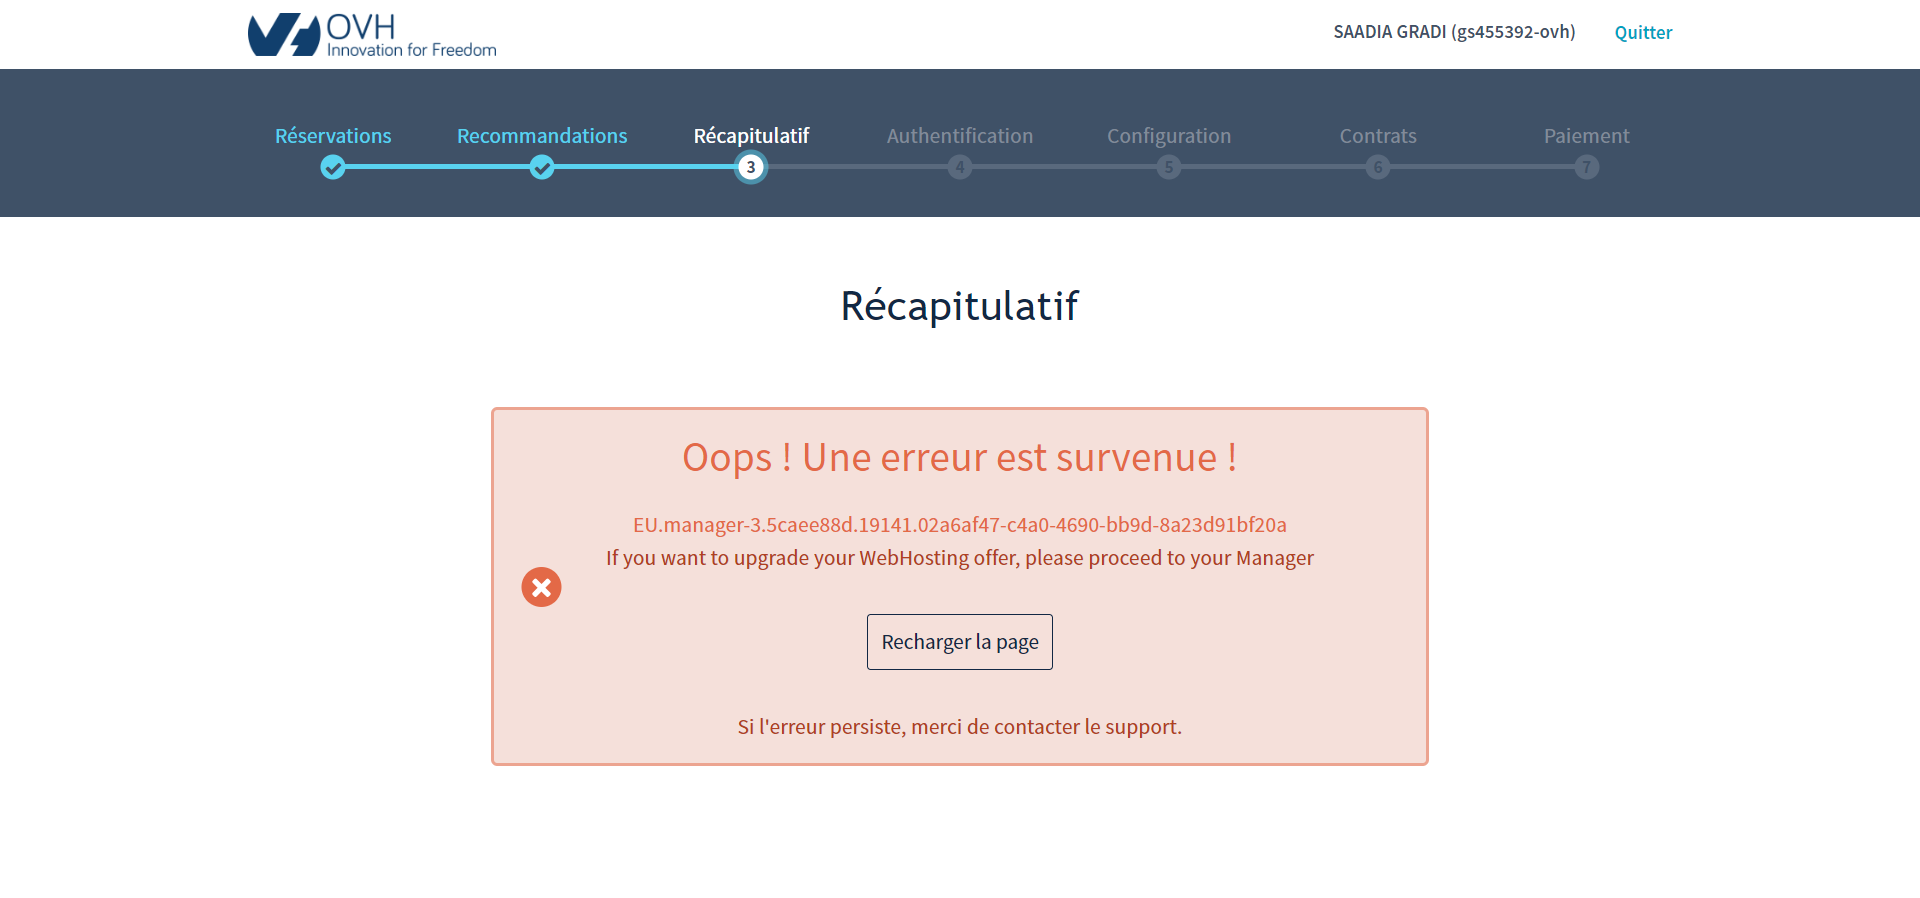 OVH
Innovation for Freedom
SAADIA GRADI (gs455392-ovh)
Quitter
Réservations
Recommandations
Récapitulatif
Authentification
Configuration
Contrats
Paiement
3
4
5
6
7
Récapitulatif
Oops ! Une erreur est survenue !
EU.manager-3.5caee88d.19141.02a6af47-c4a0-4690-bb9d-8a23d91bf20a
If you want to upgrade your WebHosting offer, please proceed to your Manager
Recharger la page
Si l'erreur persiste, merci de contacter le support.